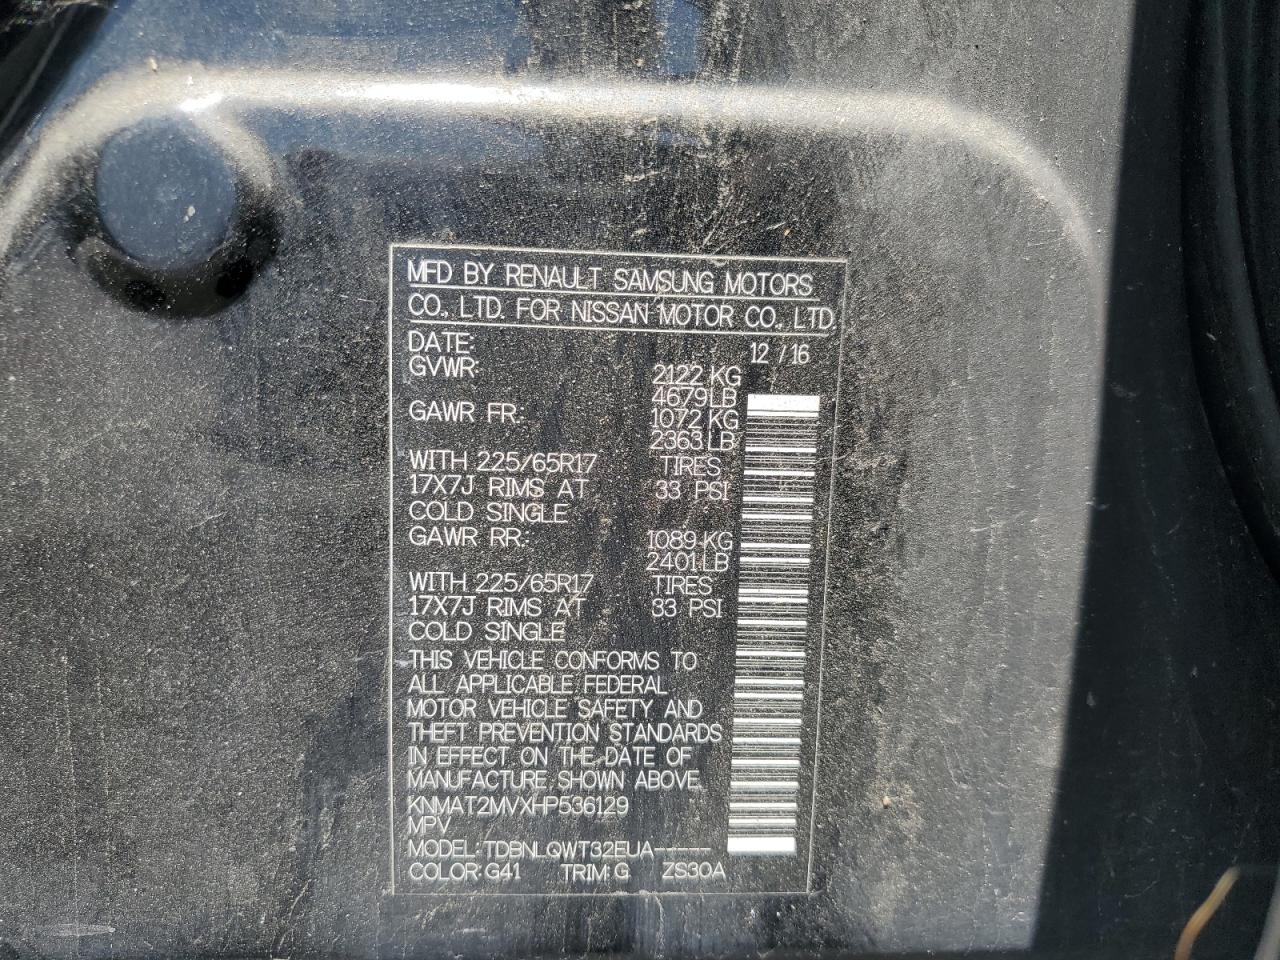 MFD BY RENAULT SAMSUNG MOTORS
CO., LTD. FOR NISSAN MOTOR CO., LTD.
DATE: 12 / 16
GVWR: 2122 KG
4679 LB
GAWR FR: 1072 KG
2363 LB
WITH 225/65R17 TIRES
17X7J RIMS AT 33 PSI
COLD SINGLE
GAWR RR: 1089 KG
2401 LB
WITH 225/65R17 TIRES
17X7J RIMS AT 33 PSI
COLD SINGLE
THIS VEHICLE CONFORMS TO
ALL APPLICABLE FEDERAL
MOTOR VEHICLE SAFETY AND
THEFT PREVENTION STANDARDS
IN EFFECT ON THE DATE OF
MANUFACTURE SHOWN ABOVE.
KNMAT2MVXHP536129
MPV
MODEL: TDBNLQWT32EUA-----
COLOR: G41 TRIM: G ZS30A